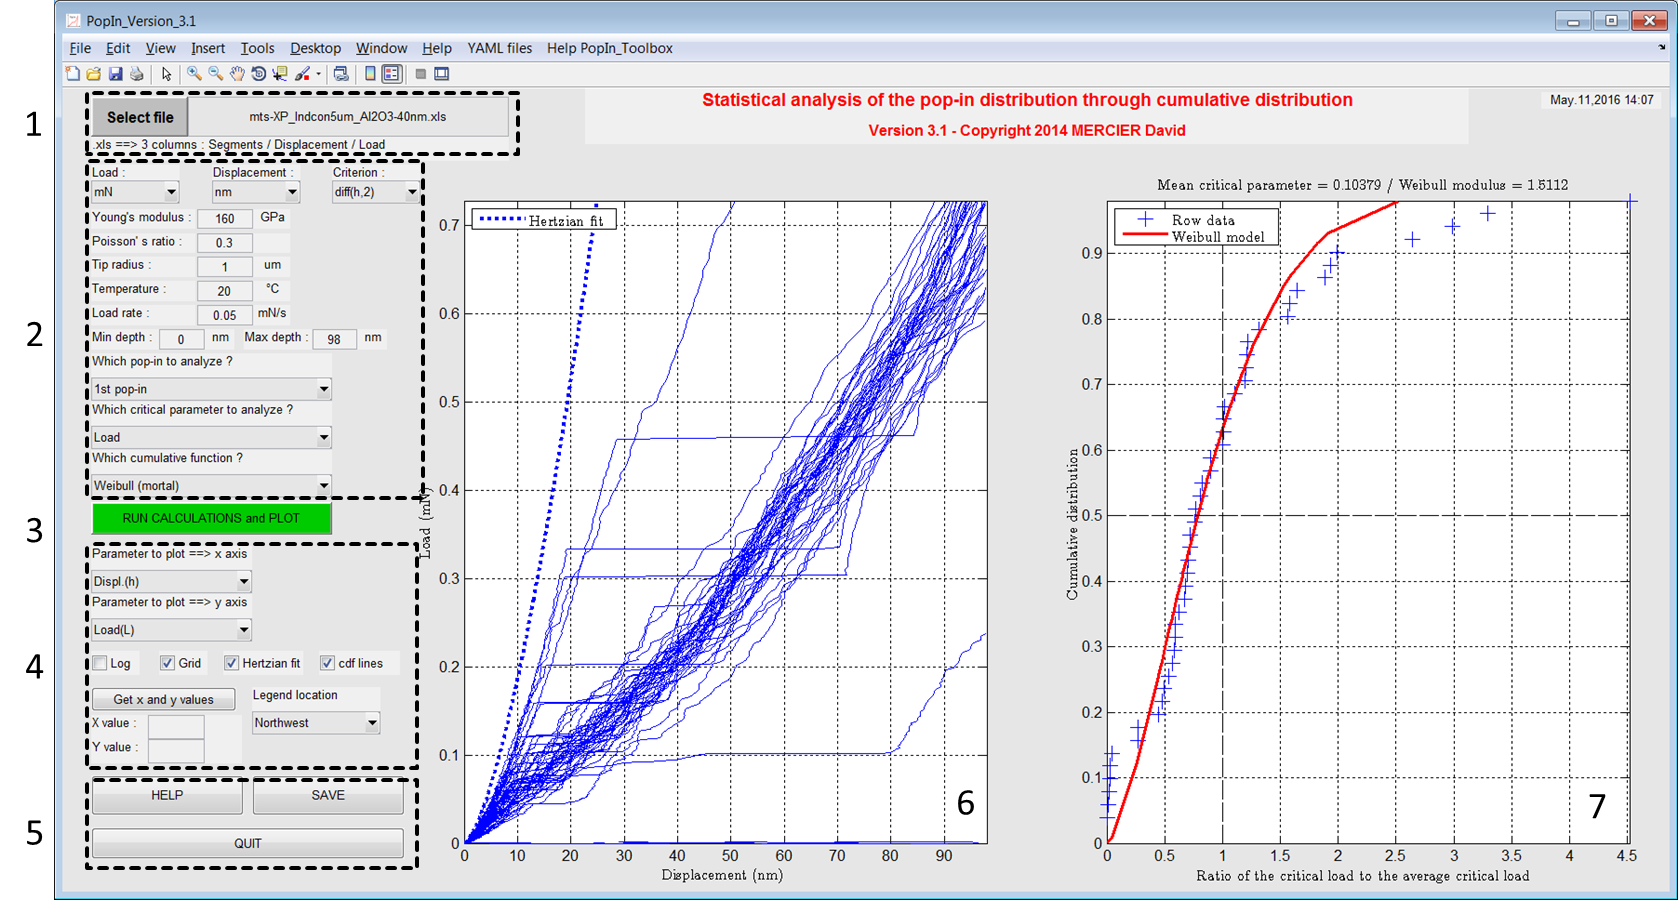 PopIn_Version_3.1
File Edit View Insert Tools Desktop Window Help YAML files Help PopIn_Toolbox
1
Select file mts-XP_Indcon5um_Al2O3-40nm.xls
.xls ==> 3 columns : Segments / Displacement / Load
Statistical analysis of the pop-in distribution through cumulative distribution
Version 3.1 - Copyright 2014 MERCIER David
May.11,2016 14:07
2
Load : Displacement : Criterion :
mN nm diff(h,2)
Young's modulus : 160 GPa
Poisson' s ratio : 0.3
Tip radius : 1 um
Temperature : 20 °C
Load rate : 0.05 mN/s
Min depth : 0 nm Max depth : 98 nm
Which pop-in to analyze ?
1st pop-in
Which critical parameter to analyze ?
Load
Which cumulative function ?
Weibull (mortal)
3
RUN CALCULATIONS and PLOT
4
Parameter to plot ==> x axis
Displ.(h)
Parameter to plot ==> y axis
Load(L)
Log Grid Hertzian fit cdf lines
Get x and y values Legend location
X value : Northwest
Y value :
5
HELP SAVE
QUIT
Hertzian fit
0.7
0.6
0.5
0.4
0.3
0.2
0.1
0
Load (mN)
0 10 20 30 40 50 60 70 80 90
Displacement (nm)
6
Mean critical parameter = 0.10379 / Weibull modulus = 1.5112
Row data
Weibull model
0.9
0.8
0.7
0.6
0.5
0.4
0.3
0.2
0.1
0
Cumulative distribution
0 0.5 1 1.5 2 2.5 3 3.5 4 4.5
Ratio of the critical load to the average critical load
7